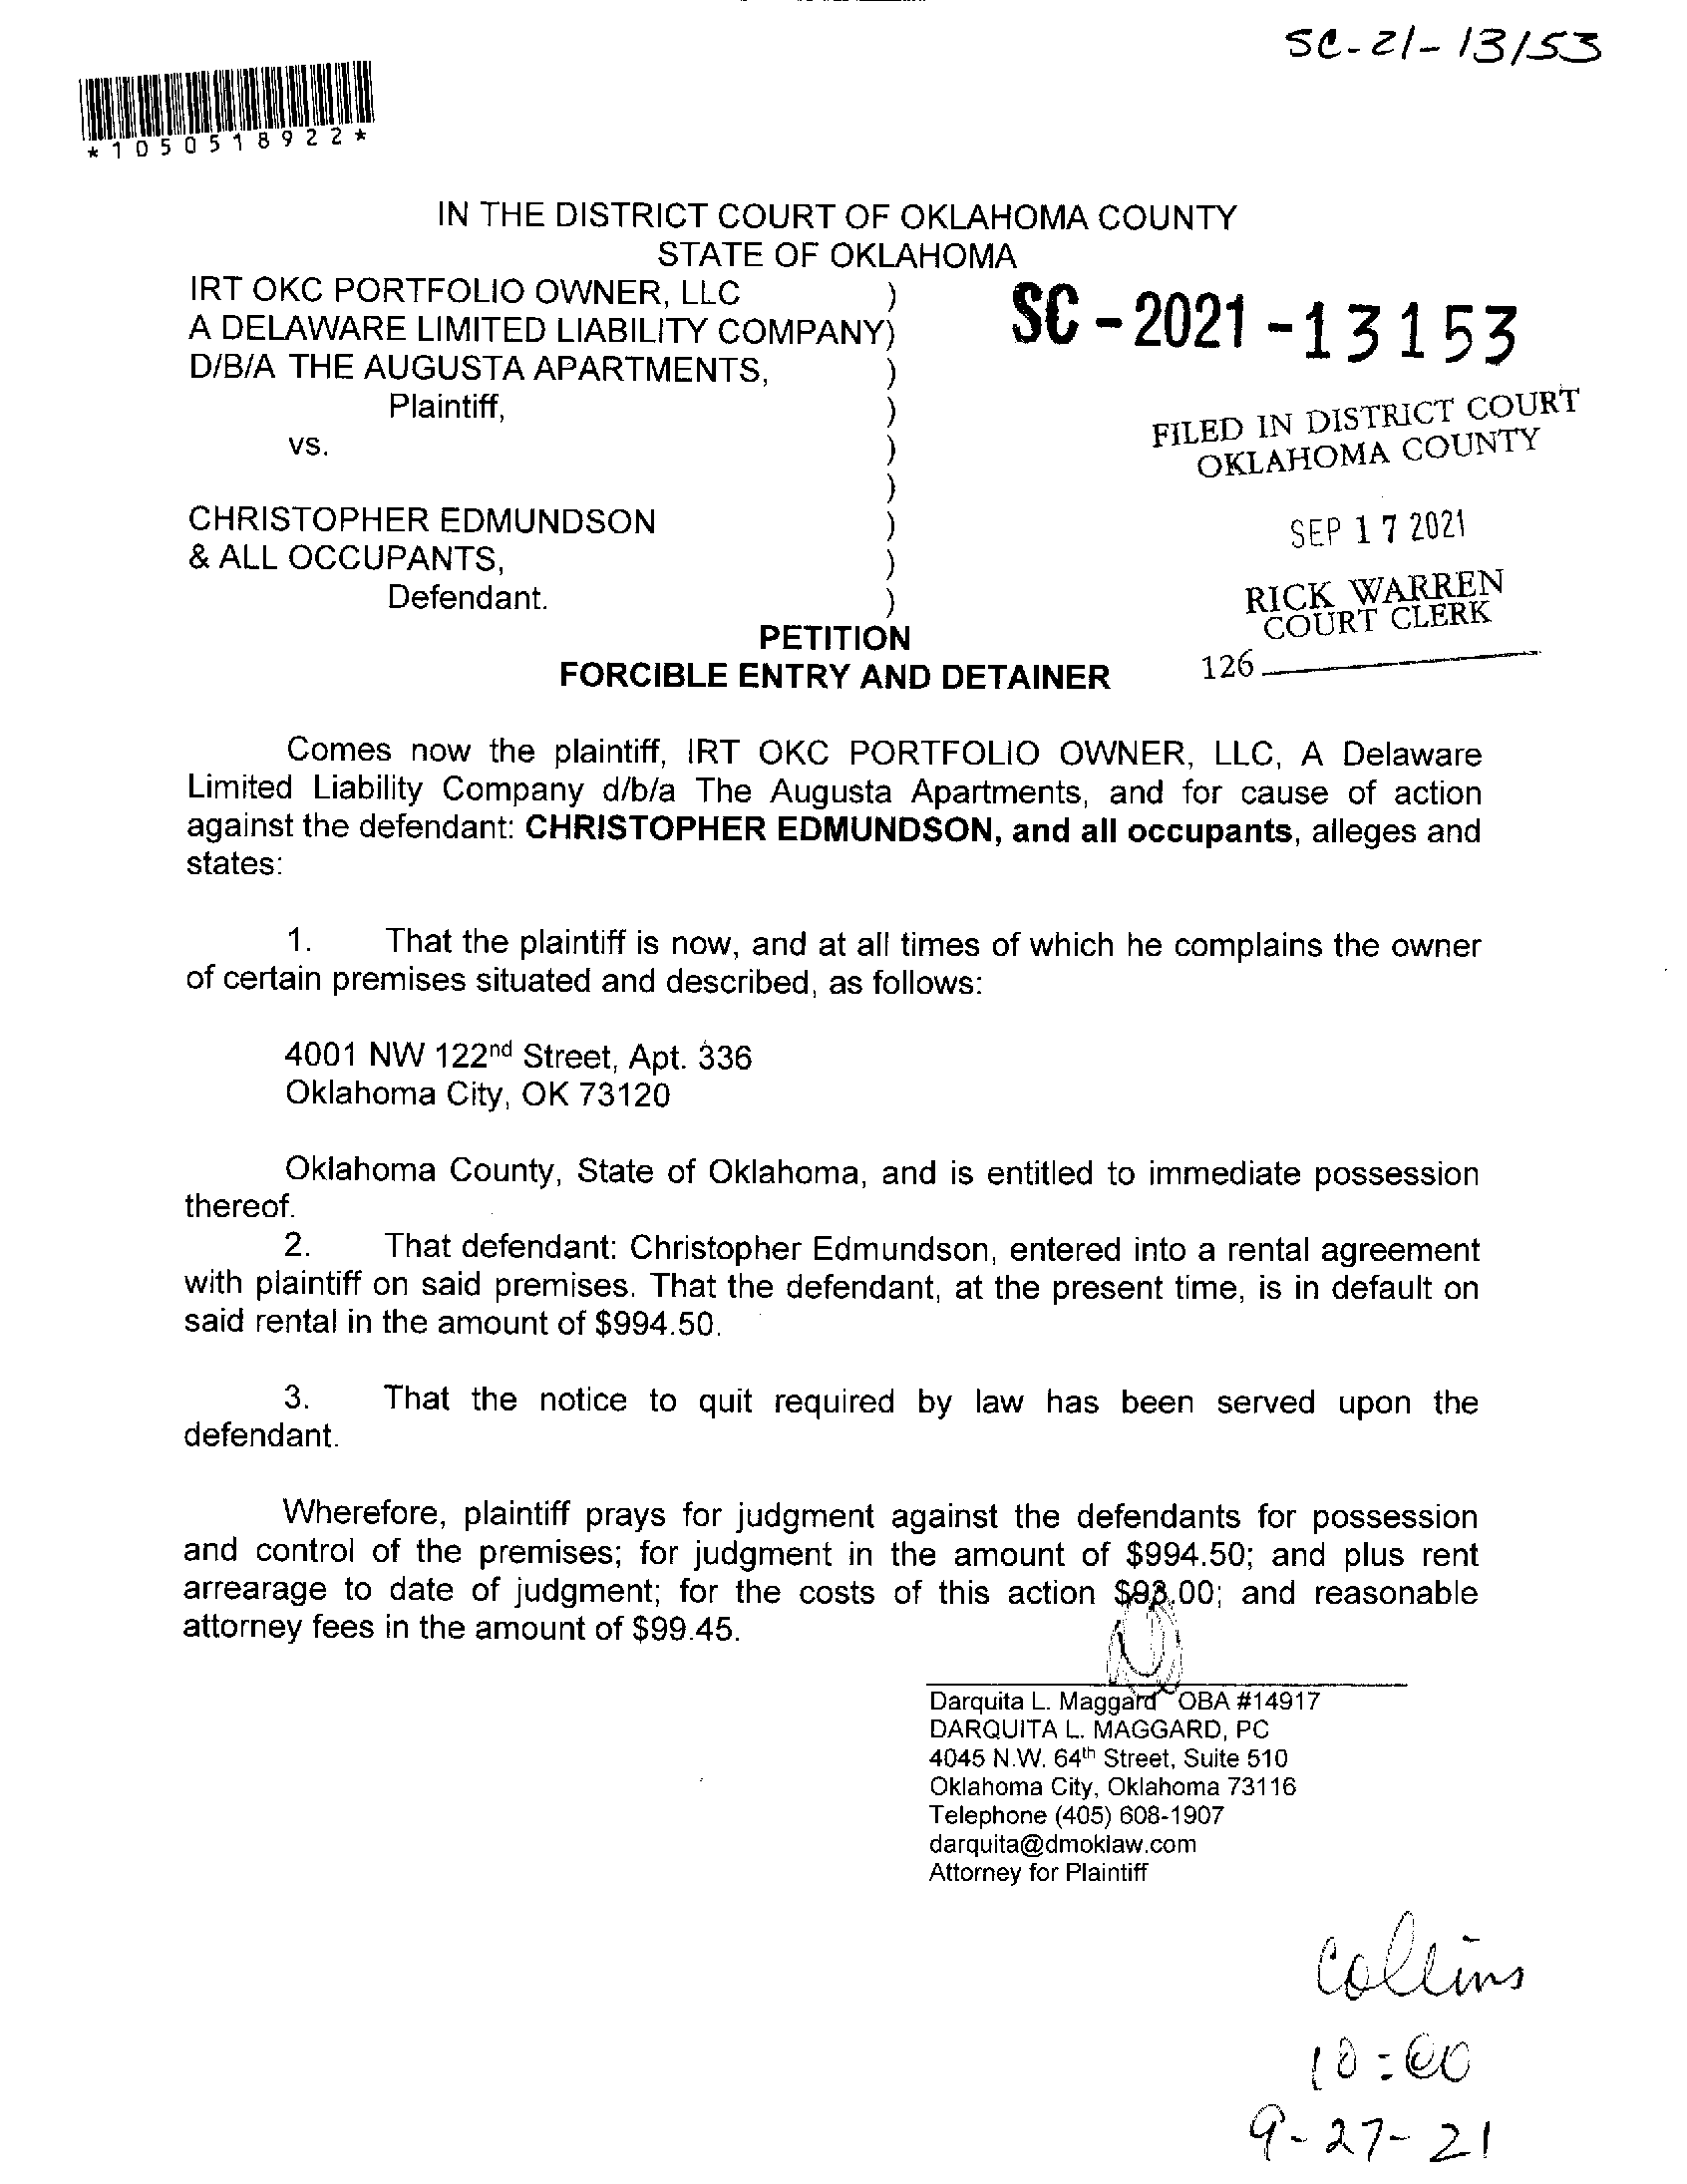 SC-21-13153
*1050518922*
IN THE DISTRICT COURT OF OKLAHOMA COUNTY
STATE OF OKLAHOMA
IRT OKC PORTFOLIO OWNER, LLC )
A DELAWARE LIMITED LIABILITY COMPANY)
D/B/A THE AUGUSTA APARTMENTS, )
Plaintiff, )
vs. )
)
CHRISTOPHER EDMUNDSON )
& ALL OCCUPANTS, )
Defendant. )
SC-2021-13153
FILED IN DISTRICT COURT
OKLAHOMA COUNTY
SEP 17 2021
RICK WARREN
COURT CLERK
126
PETITION
FORCIBLE ENTRY AND DETAINER
Comes now the plaintiff, IRT OKC PORTFOLIO OWNER, LLC, A Delaware
Limited Liability Company d/b/a The Augusta Apartments, and for cause of action
against the defendant: CHRISTOPHER EDMUNDSON, and all occupants, alleges and
states:
1. That the plaintiff is now, and at all times of which he complains the owner
of certain premises situated and described, as follows:
4001 NW 122nd Street, Apt. 336
Oklahoma City, OK 73120
Oklahoma County, State of Oklahoma, and is entitled to immediate possession
thereof.
2. That defendant: Christopher Edmundson, entered into a rental agreement
with plaintiff on said premises. That the defendant, at the present time, is in default on
said rental in the amount of $994.50.
3. That the notice to quit required by law has been served upon the
defendant.
Wherefore, plaintiff prays for judgment against the defendants for possession
and control of the premises; for judgment in the amount of $994.50; and plus rent
arrearage to date of judgment; for the costs of this action ; and reasonable
attorney fees in the amount of $99.45.
Darquita L. Maggard OBA #14917
DARQUITA L. MAGGARD, PC
4045 N.W. 64th Street, Suite 510
Oklahoma City, Oklahoma 73116
Telephone (405) 608-1907
darquita@dmoklaw.com
Attorney for Plaintiff
Collins
10:00
9-27-21